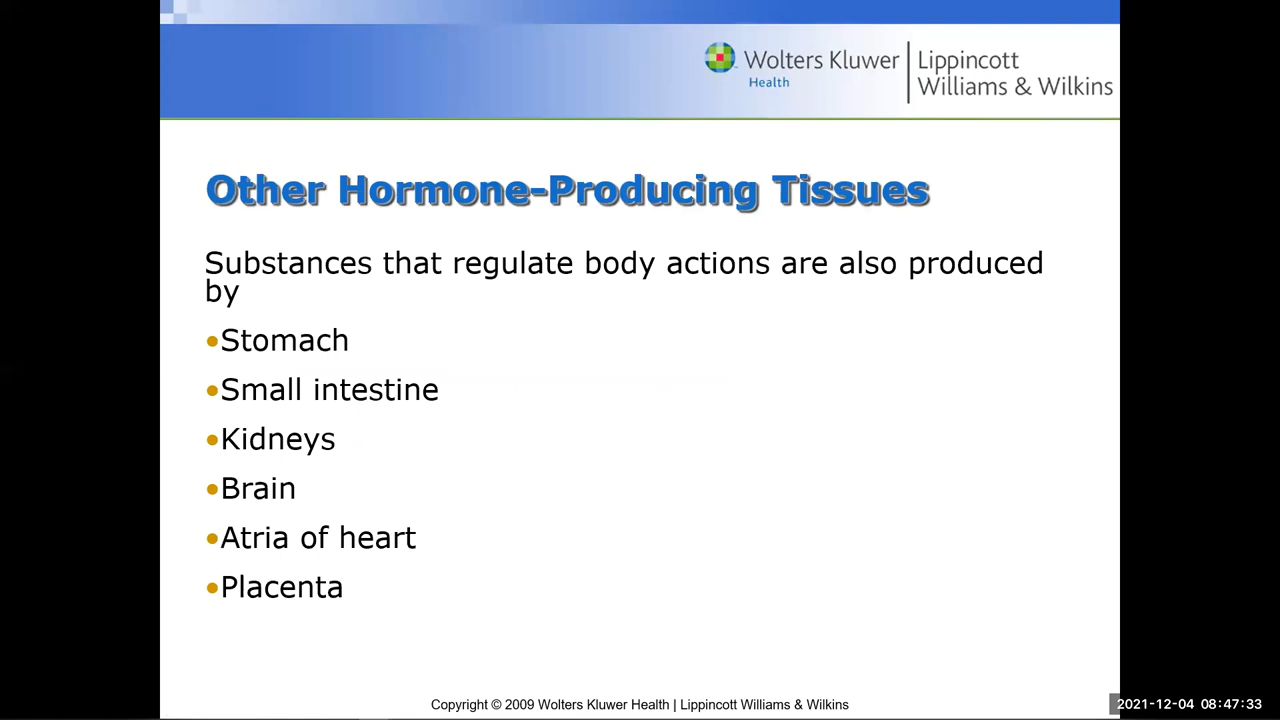 Wolters Kluwer
Health
Lippincott
Williams & Wilkins
Other Hormone-Producing Tissues
Substances that regulate body actions are also produced
by
•Stomach
•Small intestine
•Kidneys
•Brain
•Atria of heart
•Placenta
Copyright © 2009 Wolters Kluwer Health | Lippincott Williams & Wilkins
2021-12-04 08:47:33